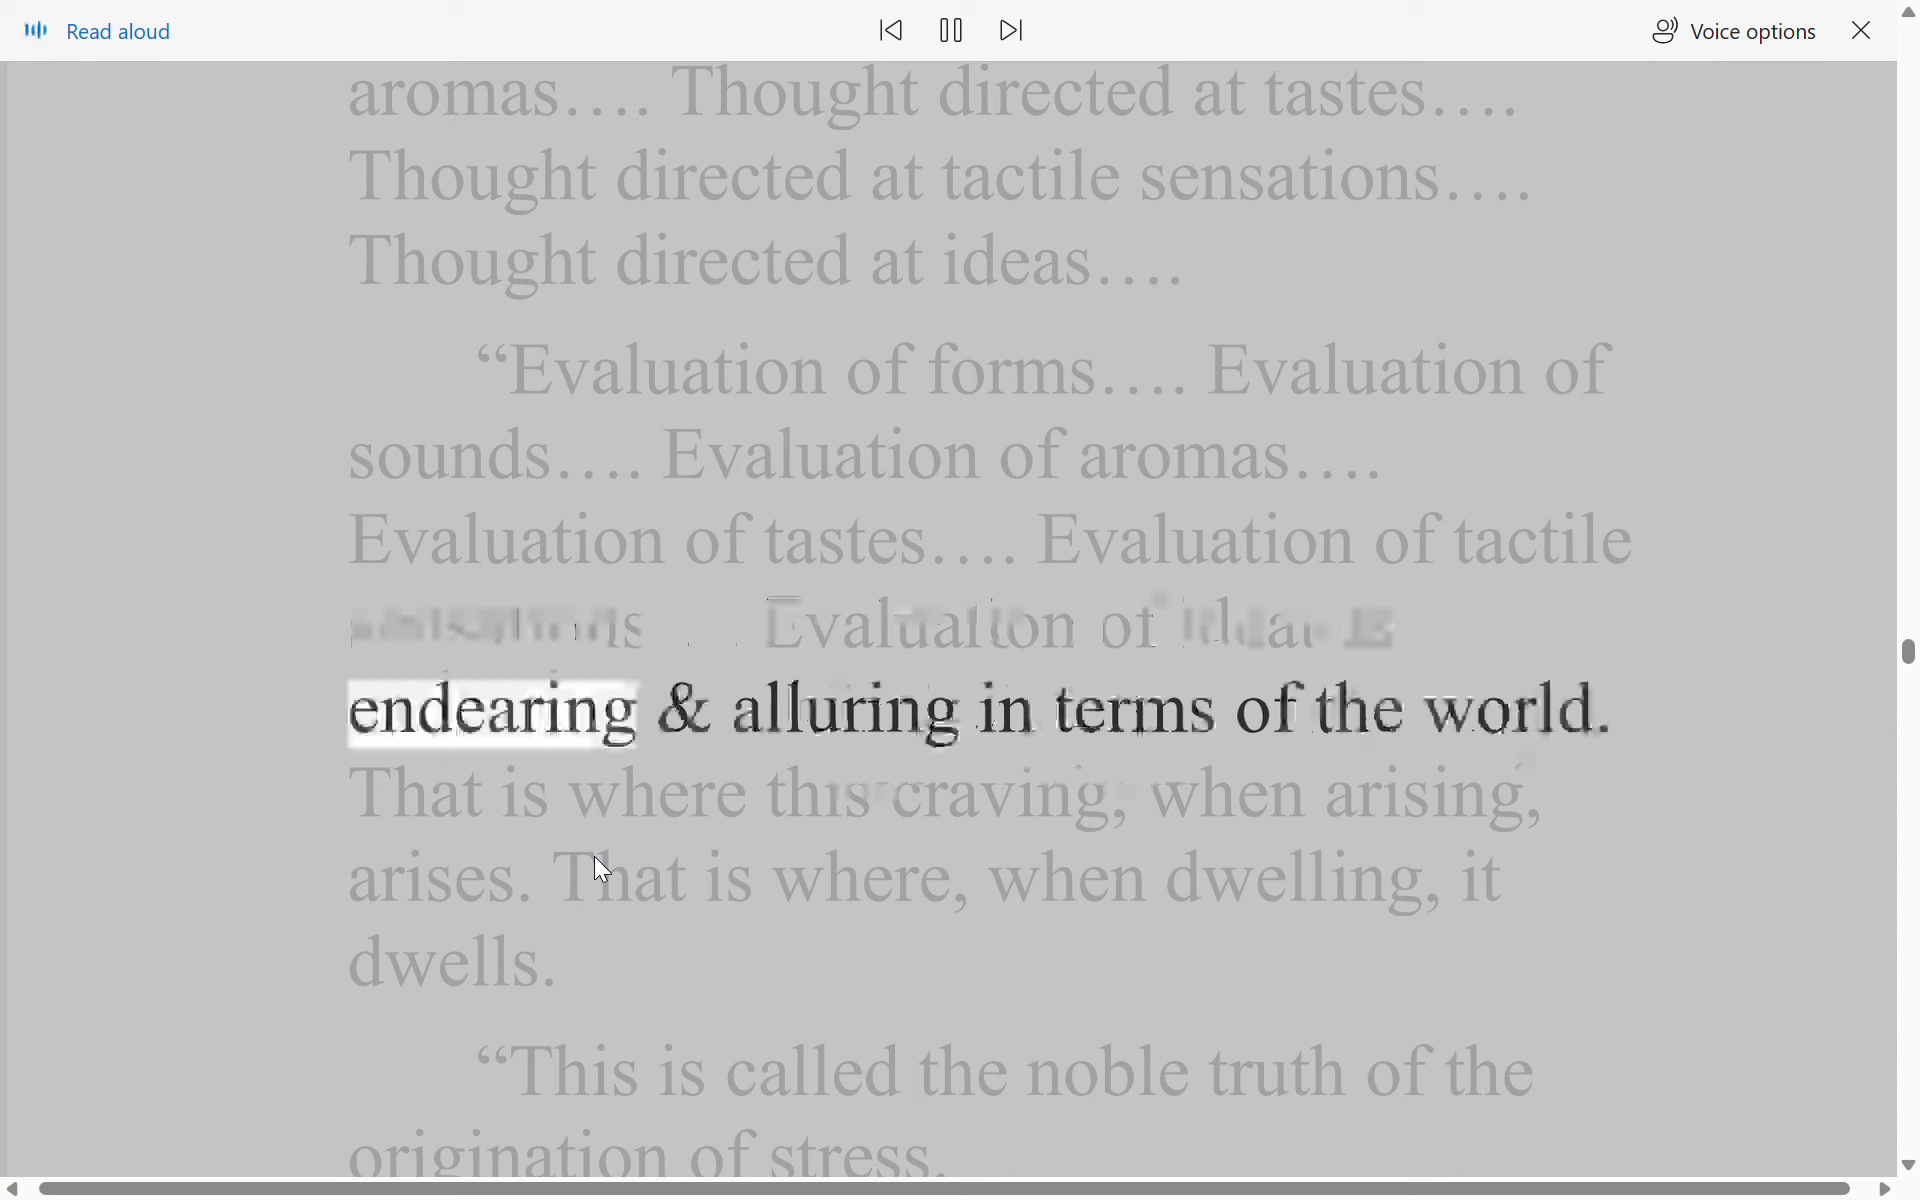 Read aloud
Voice options
aromas…. Thought directed at tastes….
Thought directed at tactile sensations….
Thought directed at ideas….
“Evaluation of forms…. Evaluation of
sounds…. Evaluation of aromas….
Evaluation of tastes…. Evaluation of tactile
Evaluation of
endearing & alluring in terms of the world.
That is where this craving, when arising,
arises. That is where, when dwelling, it
dwells.
“This is called the noble truth of the
origination of stress.